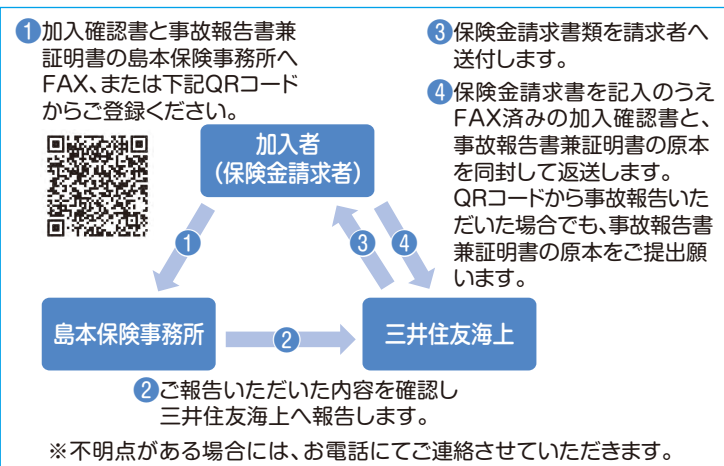 ❶加入確認書と事故報告書兼
証明書の島本保険事務所へ
FAX、または下記QRコード
からご登録ください。
❸保険金請求書類を請求者へ
送付します。
❹保険金請求書を記入のうえ
FAX済みの加入確認書と、
事故報告書兼証明書の原本
を同封して返送します。
QRコードから事故報告いた
だいた場合でも、事故報告書
兼証明書の原本をご提出願
います。
加入者
（保険金請求者）
❶
❸
❹
島本保険事務所
❷
三井住友海上
❷ご報告いただいた内容を確認し
三井住友海上へ報告します。
※不明点がある場合には、お電話にてご連絡させていただきます。